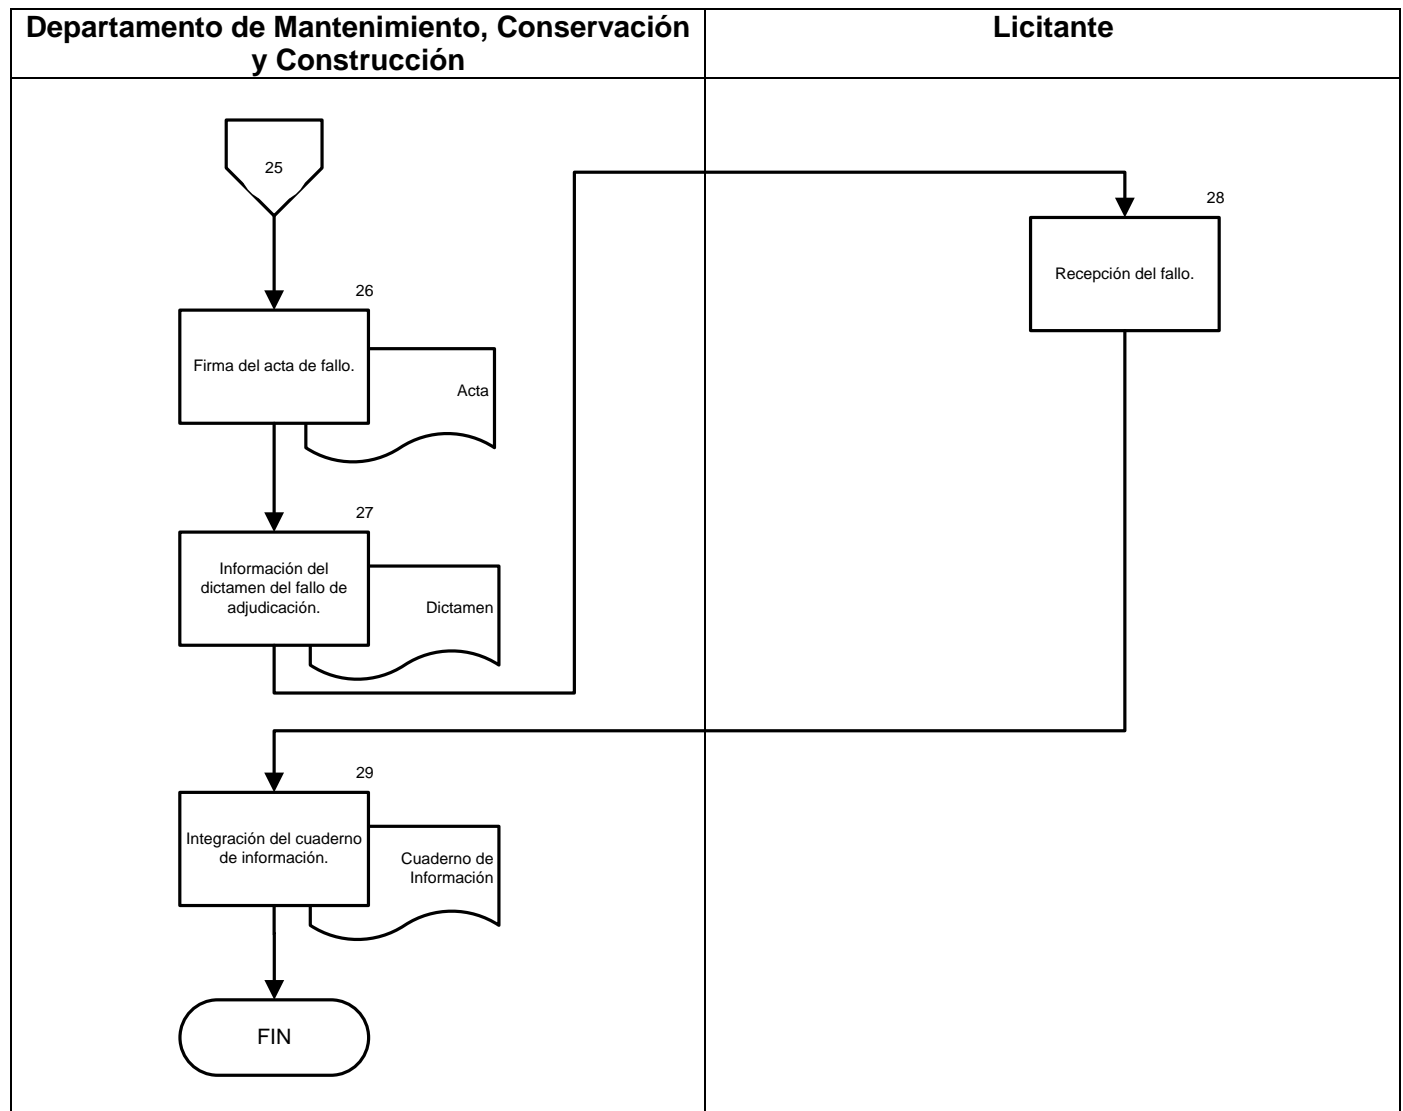 Departamento de Mantenimiento, Conservación
y Construcción
Licitante
25
28
Recepción del fallo.
26
Firma del acta de fallo.
Acta
27
Información del
dictamen del fallo de
adjudicación.
Dictamen
29
Integración del cuaderno
de información.
Cuaderno de
Información
FIN